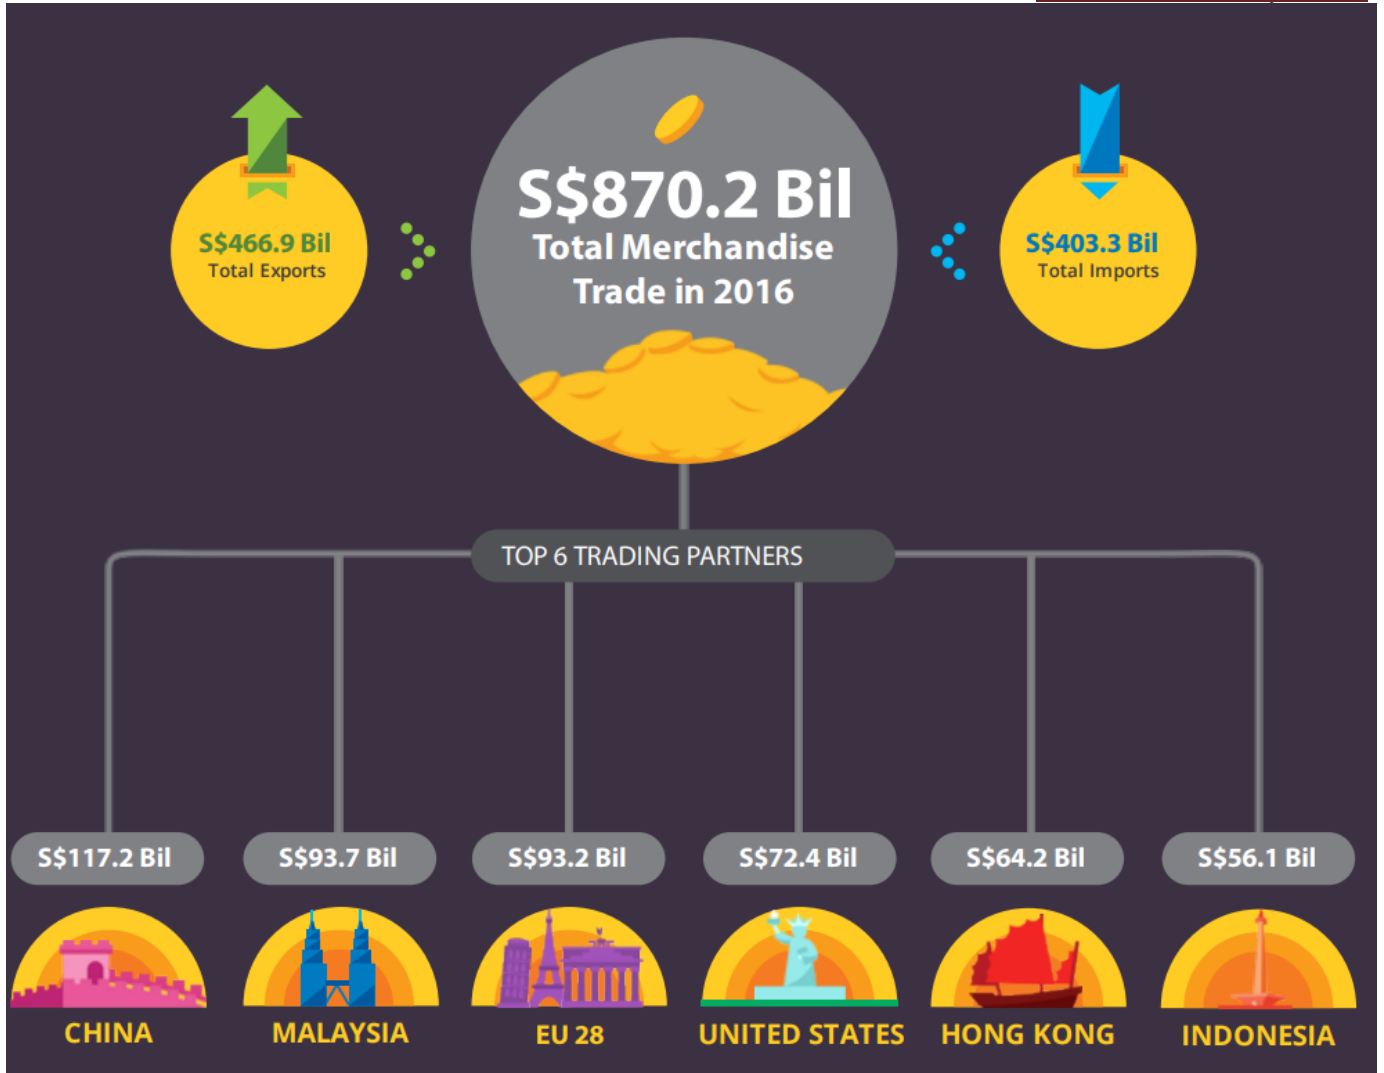 S$870.2 Bil
Total Merchandise
Trade in 2016
S$466.9 Bil
Total Exports
S$403.3 Bil
Total Imports
TOP 6 TRADING PARTNERS
S$117.2 Bil
CHINA
S$93.7 Bil
MALAYSIA
S$93.2 Bil
EU 28
S$72.4 Bil
UNITED STATES
S$64.2 Bil
HONG KONG
S$56.1 Bil
INDONESIA